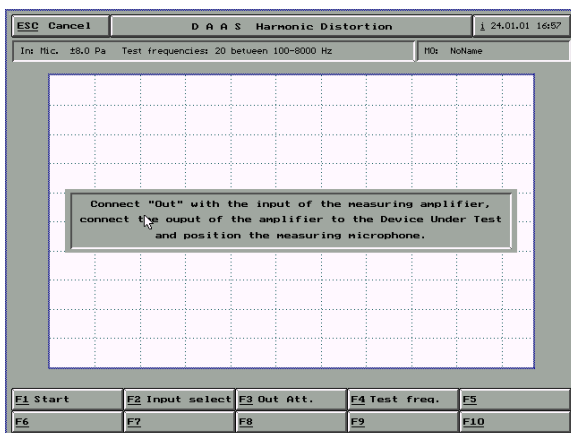 ESC Cancel D A A S Harmonic Distortion i 24.01.01 16:57
In: Mic. ±8.0 Pa Test frequencies: 20 between 100-8000 Hz MO: NoName
Connect "Out" with the input of the measuring amplifier,
connect the ouput of the amplifier to the Device Under Test
and position the measuring microphone.
F1 Start F2 Input select F3 Out Att. F4 Test freq. F5
F6 F7 F8 F9 F10